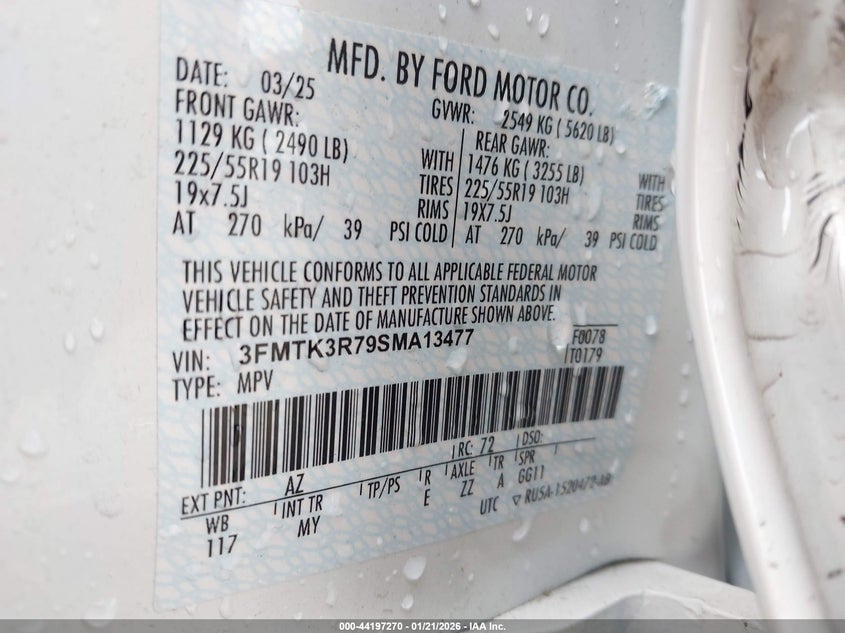 MFD. BY FORD MOTOR CO.
DATE: 03/25 GVWR: 2549 KG ( 5620 LB)
FRONT GAWR: REAR GAWR:
1129 KG ( 2490 LB) WITH 1476 KG ( 3255 LB) WITH
225/55R19 103H TIRES 225/55R19 103H TIRES
19x7.5J RIMS 19X7.5J RIMS
AT 270 kPa/ 39 PSI COLD AT 270 kPa/ 39 PSI COLD
THIS VEHICLE CONFORMS TO ALL APPLICABLE FEDERAL MOTOR
VEHICLE SAFETY AND THEFT PREVENTION STANDARDS IN
EFFECT ON THE DATE OF MANUFACTURE SHOWN ABOVE.
VIN: 3FMTK3R79SMA13477 F0078
TYPE: MPV T0179
EXT PNT: AZ RC: 72 DSO:
WB INT TR TP/PS R AXLE TR SPR
117 MY E ZZ A GG11
UTC ▽ RU5A-1520472-AB
000-44197270 - 01/21/2026 - IAA Inc.